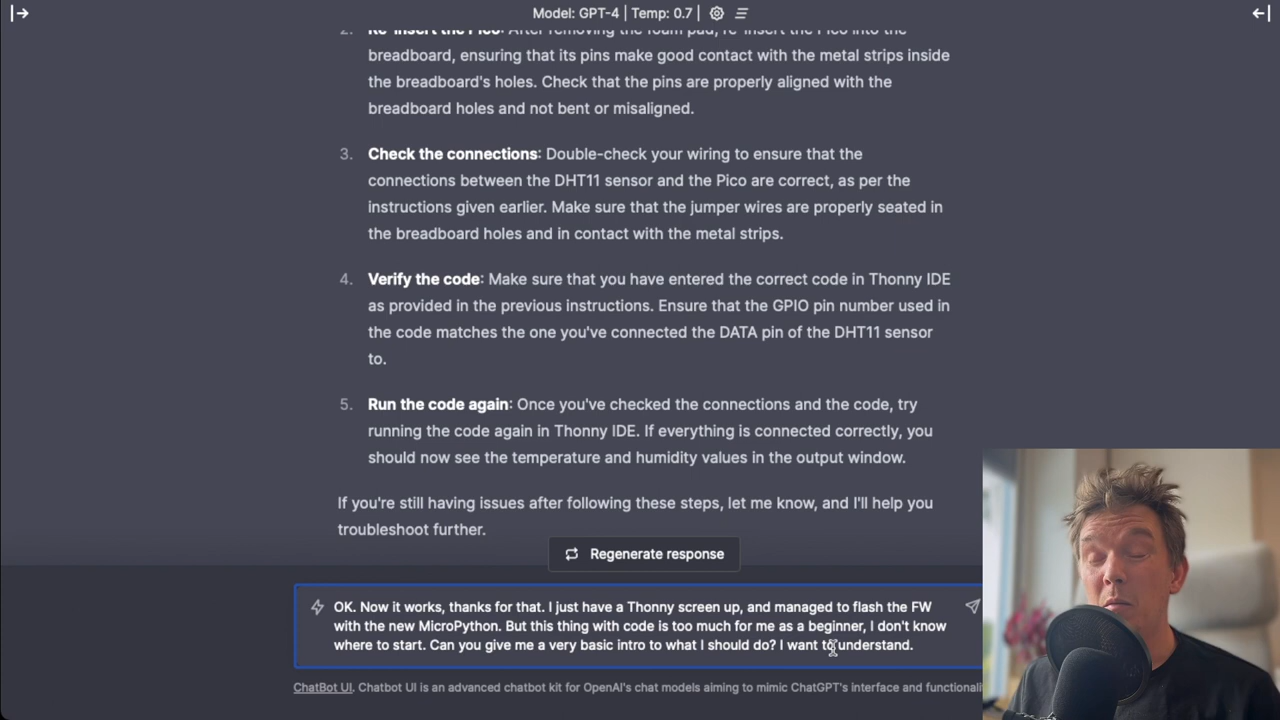 Model: GPT-4 | Temp: 0.7 |
2. Re-insert the Pico: After removing the foam pad, re-insert the Pico into the
breadboard, ensuring that its pins make good contact with the metal strips inside
the breadboard's holes. Check that the pins are properly aligned with the
breadboard holes and not bent or misaligned.
3. Check the connections: Double-check your wiring to ensure that the
connections between the DHT11 sensor and the Pico are correct, as per the
instructions given earlier. Make sure that the jumper wires are properly seated in
the breadboard holes and in contact with the metal strips.
4. Verify the code: Make sure that you have entered the correct code in Thonny IDE
as provided in the previous instructions. Ensure that the GPIO pin number used in
the code matches the one you've connected the DATA pin of the DHT11 sensor
to.
5. Run the code again: Once you've checked the connections and the code, try
running the code again in Thonny IDE. If everything is connected correctly, you
should now see the temperature and humidity values in the output window.
If you're still having issues after following these steps, let me know, and I'll help you
troubleshoot further.
Regenerate response
OK. Now it works, thanks for that. I just have a Thonny screen up, and managed to flash the FW
with the new MicroPython. But this thing with code is too much for me as a beginner, I don't know
where to start. Can you give me a very basic intro to what I should do? I want to understand.
ChatBot UI. Chatbot UI is an advanced chatbot kit for OpenAI's chat models aiming to mimic ChatGPT's interface and functionali